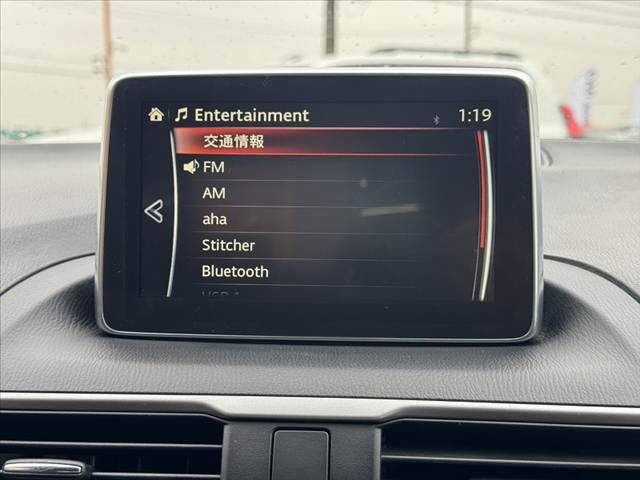 Entertainment 1:19
交通情報
FM
AM
aha
Stitcher
Bluetooth